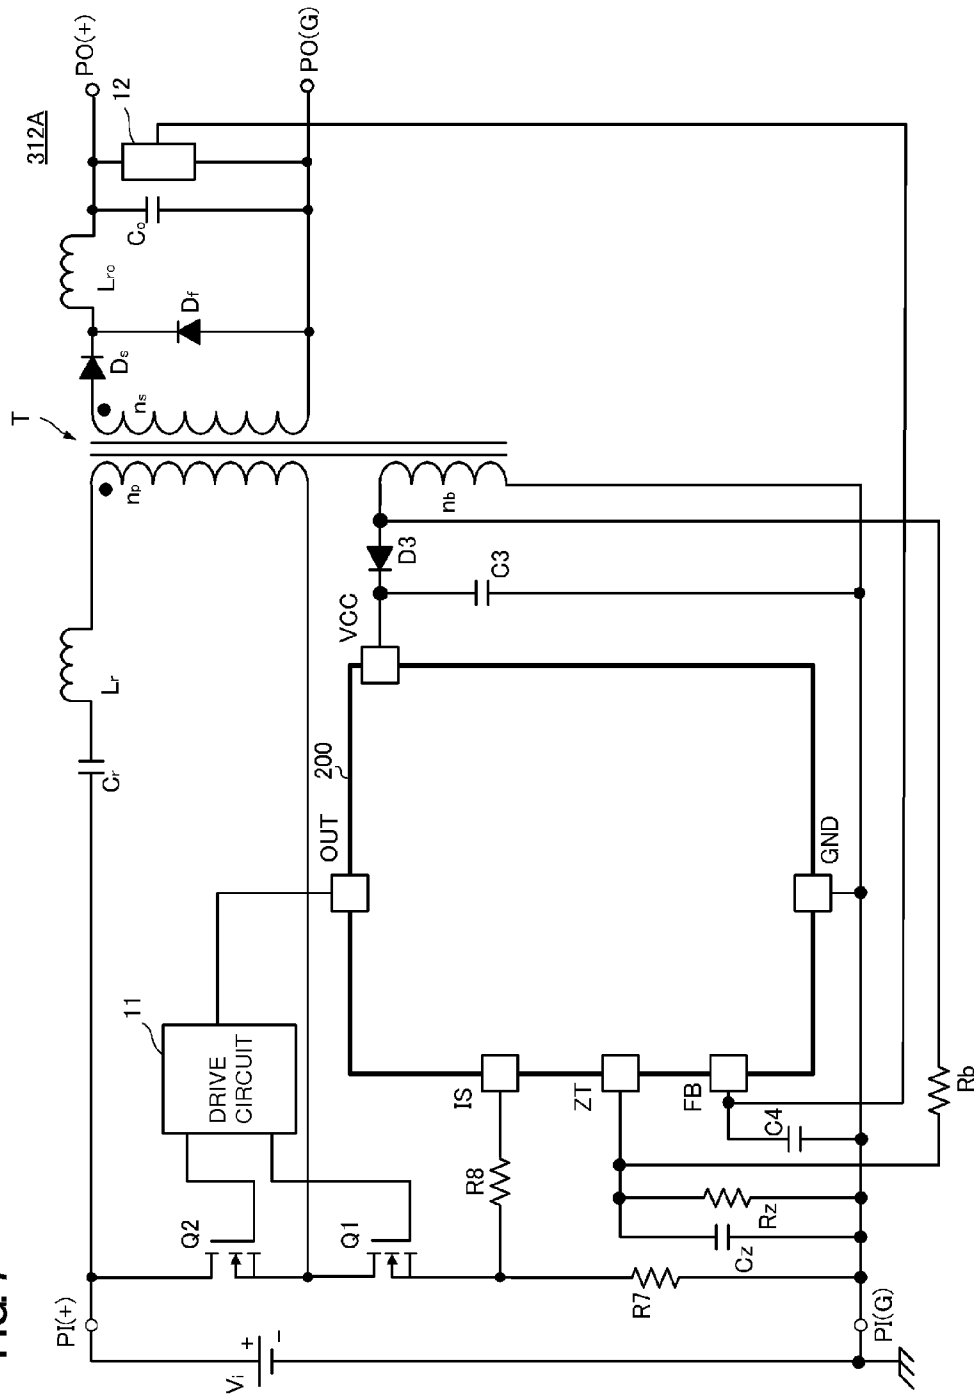 FIG. 7
312A
PI(+)
Vi
+
−
PI(G)
Q2
Q1
DRIVE
CIRCUIT
11
Cr
Lr
T
np
ns
nb
Ds
Df
Lro
Co
12
PO(+)
PO(G)
OUT
200
VCC
D3
C3
IS
ZT
FB
GND
R8
R7
Cz
Rz
C4
Rb